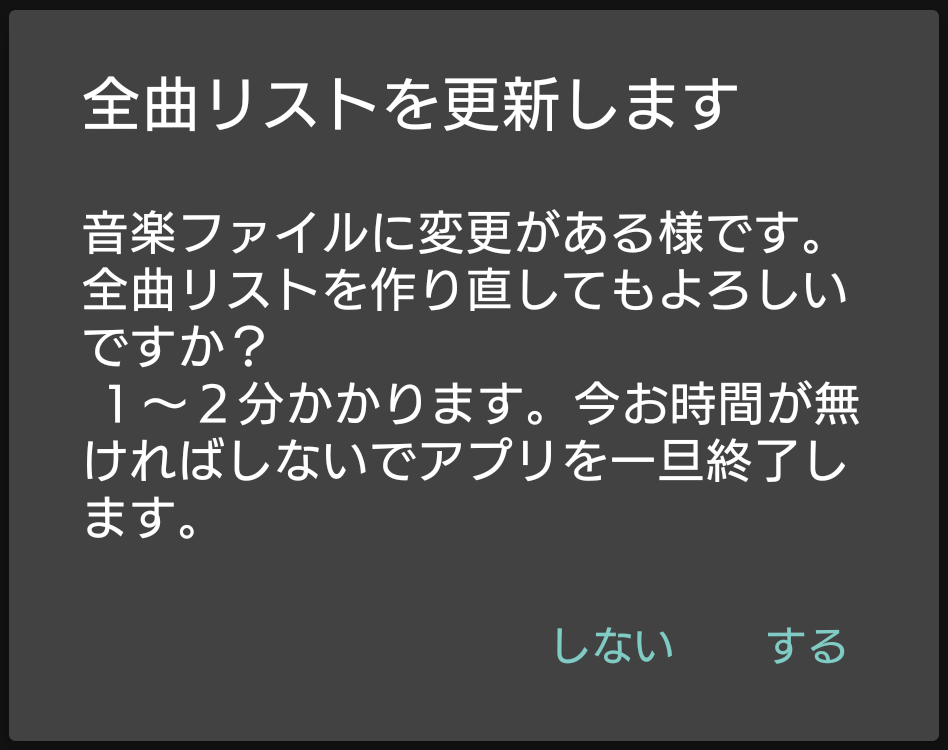 全曲リストを更新します
音楽ファイルに変更がある様です。
全曲リストを作り直してもよろしい
ですか？
１〜２分かかります。今お時間が無
ければしないでアプリを一旦終了し
ます。
しない する